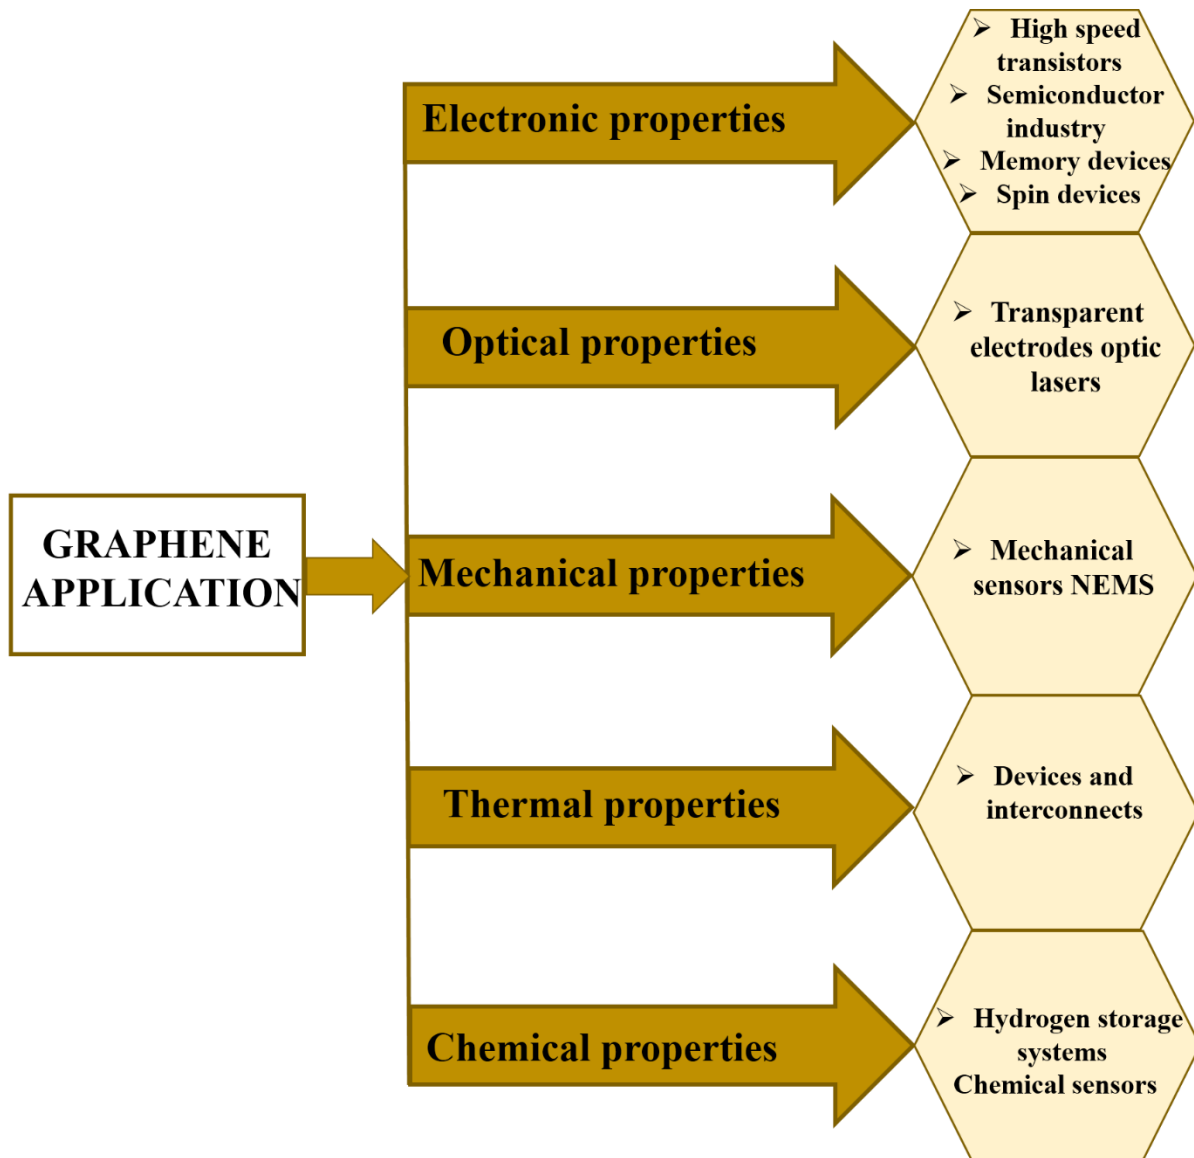 GRAPHENE
APPLICATION
Electronic properties
➢ High speed
transistors
➢ Semiconductor
industry
➢ Memory devices
➢ Spin devices
Optical properties
➢ Transparent
electrodes optic
lasers
Mechanical properties
➢ Mechanical
sensors NEMS
Thermal properties
➢ Devices and
interconnects
Chemical properties
➢ Hydrogen storage
systems
Chemical sensors